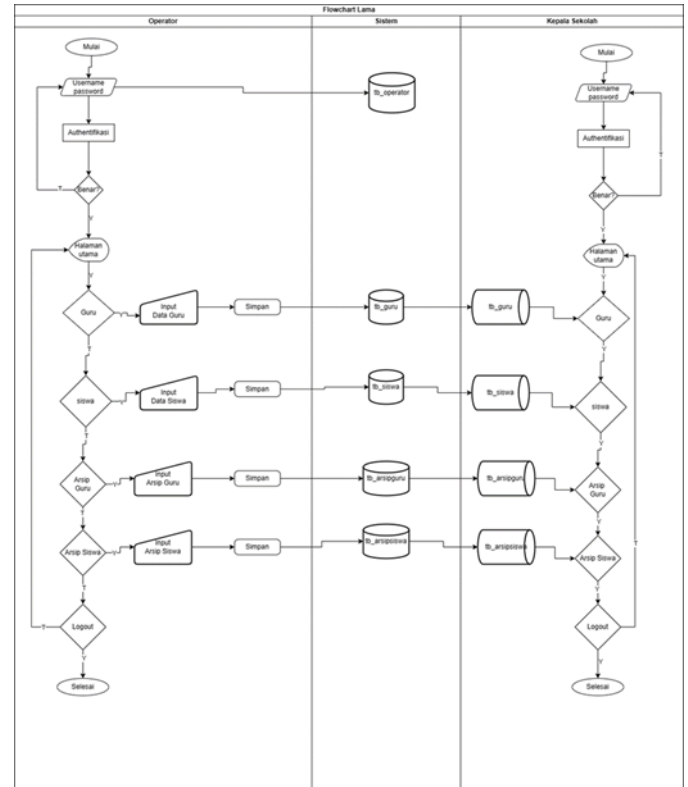 Flowchart Lama
Operator
Sistem
Kepala Sekolah
Mulai
Mulai
Username
password
tb_operator
Username
password
Authentifikasi
Authentifikasi
T
Benar?
T
Benar?
Y
Y
Halaman
utama
Halaman
utama
Y
Y
Guru
Y
Input
Data Guru
Simpan
tb_guru
tb_guru
Guru
T
Y
siswa
Y
Input
Data Siswa
Simpan
tb_siswa
tb_siswa
siswa
T
Y
Arsip
Guru
Y
Input
Arsip Guru
Simpan
tb_arsipguru
tb_arsipguru
Arsip
Guru
T
Y
Arsip Siswa
Y
Input
Arsip Siswa
Simpan
tb_arsipsiswa
tb_arsipsiswa
Arsip Siswa
T
T
Y
T
Logout
Logout
Y
Y
Selesai
Selesai